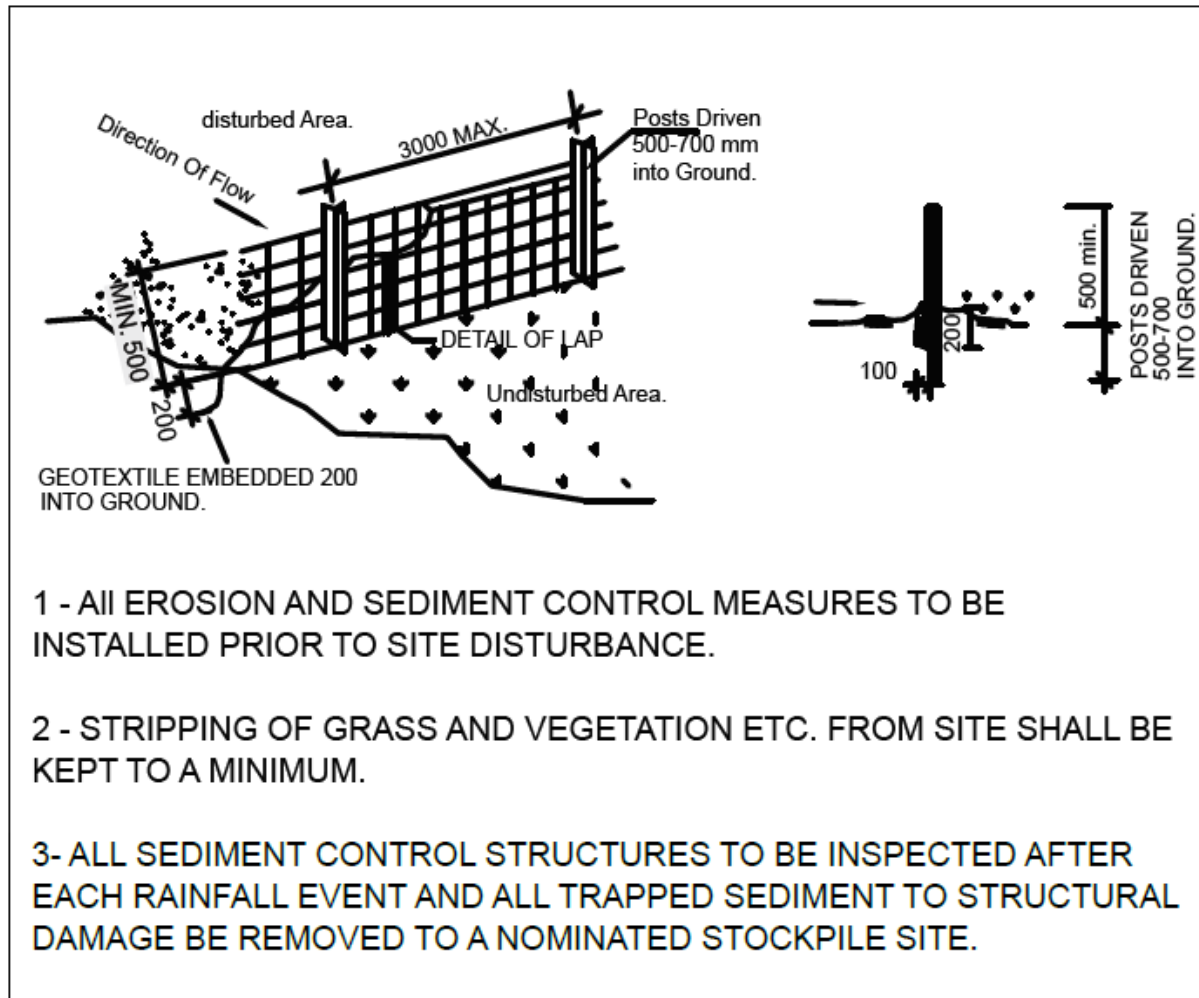 disturbed Area.
Direction Of Flow
3000 MAX.
Posts Driven
500-700 mm
into Ground.
MIN. 500
200
DETAIL OF LAP
Undisturbed Area.
GEOTEXTILE EMBEDDED 200
INTO GROUND.
100
200
500 min.
POSTS DRIVEN
500-700
INTO GROUND.
1 - All EROSION AND SEDIMENT CONTROL MEASURES TO BE
INSTALLED PRIOR TO SITE DISTURBANCE.
2 - STRIPPING OF GRASS AND VEGETATION ETC. FROM SITE SHALL BE
KEPT TO A MINIMUM.
3- ALL SEDIMENT CONTROL STRUCTURES TO BE INSPECTED AFTER
EACH RAINFALL EVENT AND ALL TRAPPED SEDIMENT TO STRUCTURAL
DAMAGE BE REMOVED TO A NOMINATED STOCKPILE SITE.